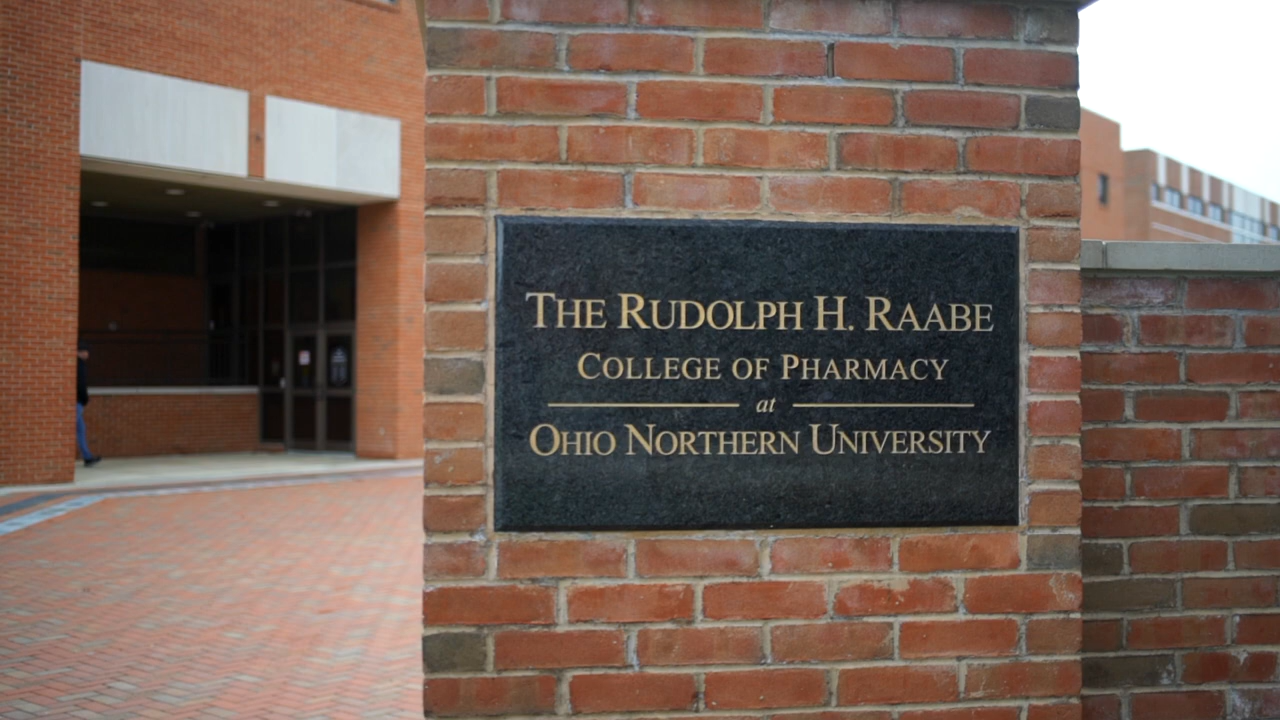 THE RUDOLPH H. RAABE
COLLEGE OF PHARMACY
at
OHIO NORTHERN UNIVERSITY